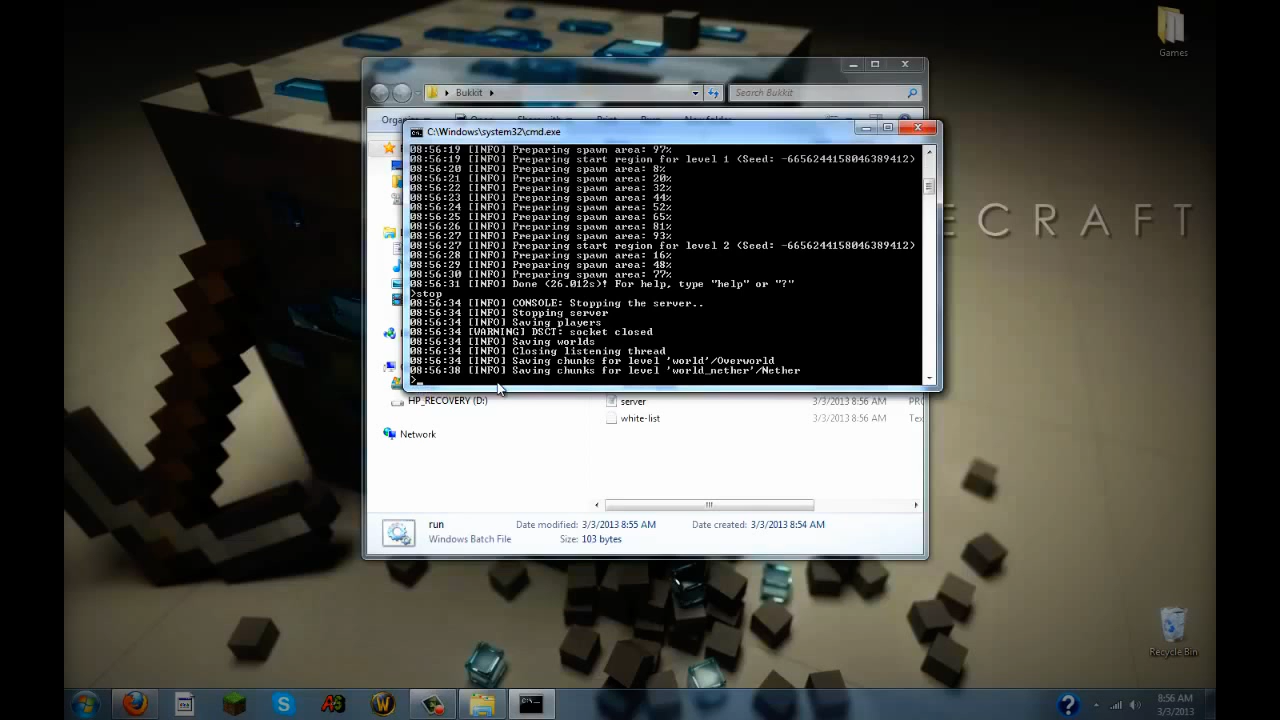 Games
Bukkit
Search Bukkit
C:\Windows\system32\cmd.exe
08:56:19 [INFO] Preparing spawn area: 97%
08:56:19 [INFO] Preparing start region for level 1 (Seed: -6656244158046389412)
08:56:20 [INFO] Preparing spawn area: 8%
08:56:21 [INFO] Preparing spawn area: 20%
08:56:22 [INFO] Preparing spawn area: 32%
08:56:23 [INFO] Preparing spawn area: 44%
08:56:24 [INFO] Preparing spawn area: 52%
08:56:25 [INFO] Preparing spawn area: 65%
08:56:26 [INFO] Preparing spawn area: 81%
08:56:27 [INFO] Preparing spawn area: 93%
08:56:27 [INFO] Preparing start region for level 2 (Seed: -6656244158046389412)
08:56:28 [INFO] Preparing spawn area: 16%
08:56:29 [INFO] Preparing spawn area: 48%
08:56:30 [INFO] Preparing spawn area: 77%
08:56:31 [INFO] Done (26.012s)! For help, type "help" or "?"
>stop
08:56:34 [INFO] CONSOLE: Stopping the server..
08:56:34 [INFO] Stopping server
08:56:34 [INFO] Saving players
08:56:34 [WARNING] DSCT: socket closed
08:56:34 [INFO] Saving worlds
08:56:34 [INFO] Closing listening thread
08:56:34 [INFO] Saving chunks for level 'world'/Overworld
08:56:38 [INFO] Saving chunks for level 'world_nether'/Nether
>_
ECRAFT
HP_RECOVERY (D:)
server 3/3/2013 8:56 AM
white-list 3/3/2013 8:56 AM
Network
run Date modified: 3/3/2013 8:55 AM Date created: 3/3/2013 8:54 AM
Windows Batch File Size: 103 bytes
Recycle Bin
8:56 AM
3/3/2013